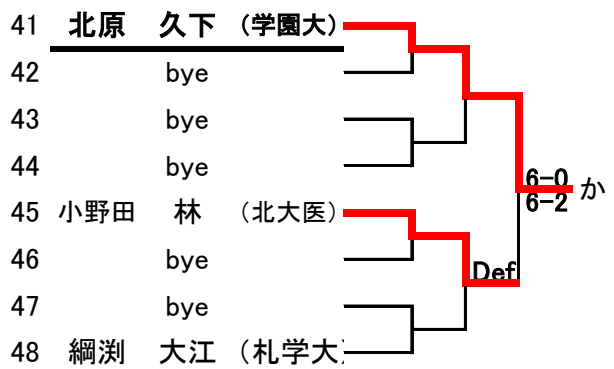 41 北原 久下 (学園大)
42 bye
43 bye
44 bye
6-0
6-2
か
45 小野田 林 (北大医)
46 bye
Def
47 bye
48 綱渕 大江 (札学大)